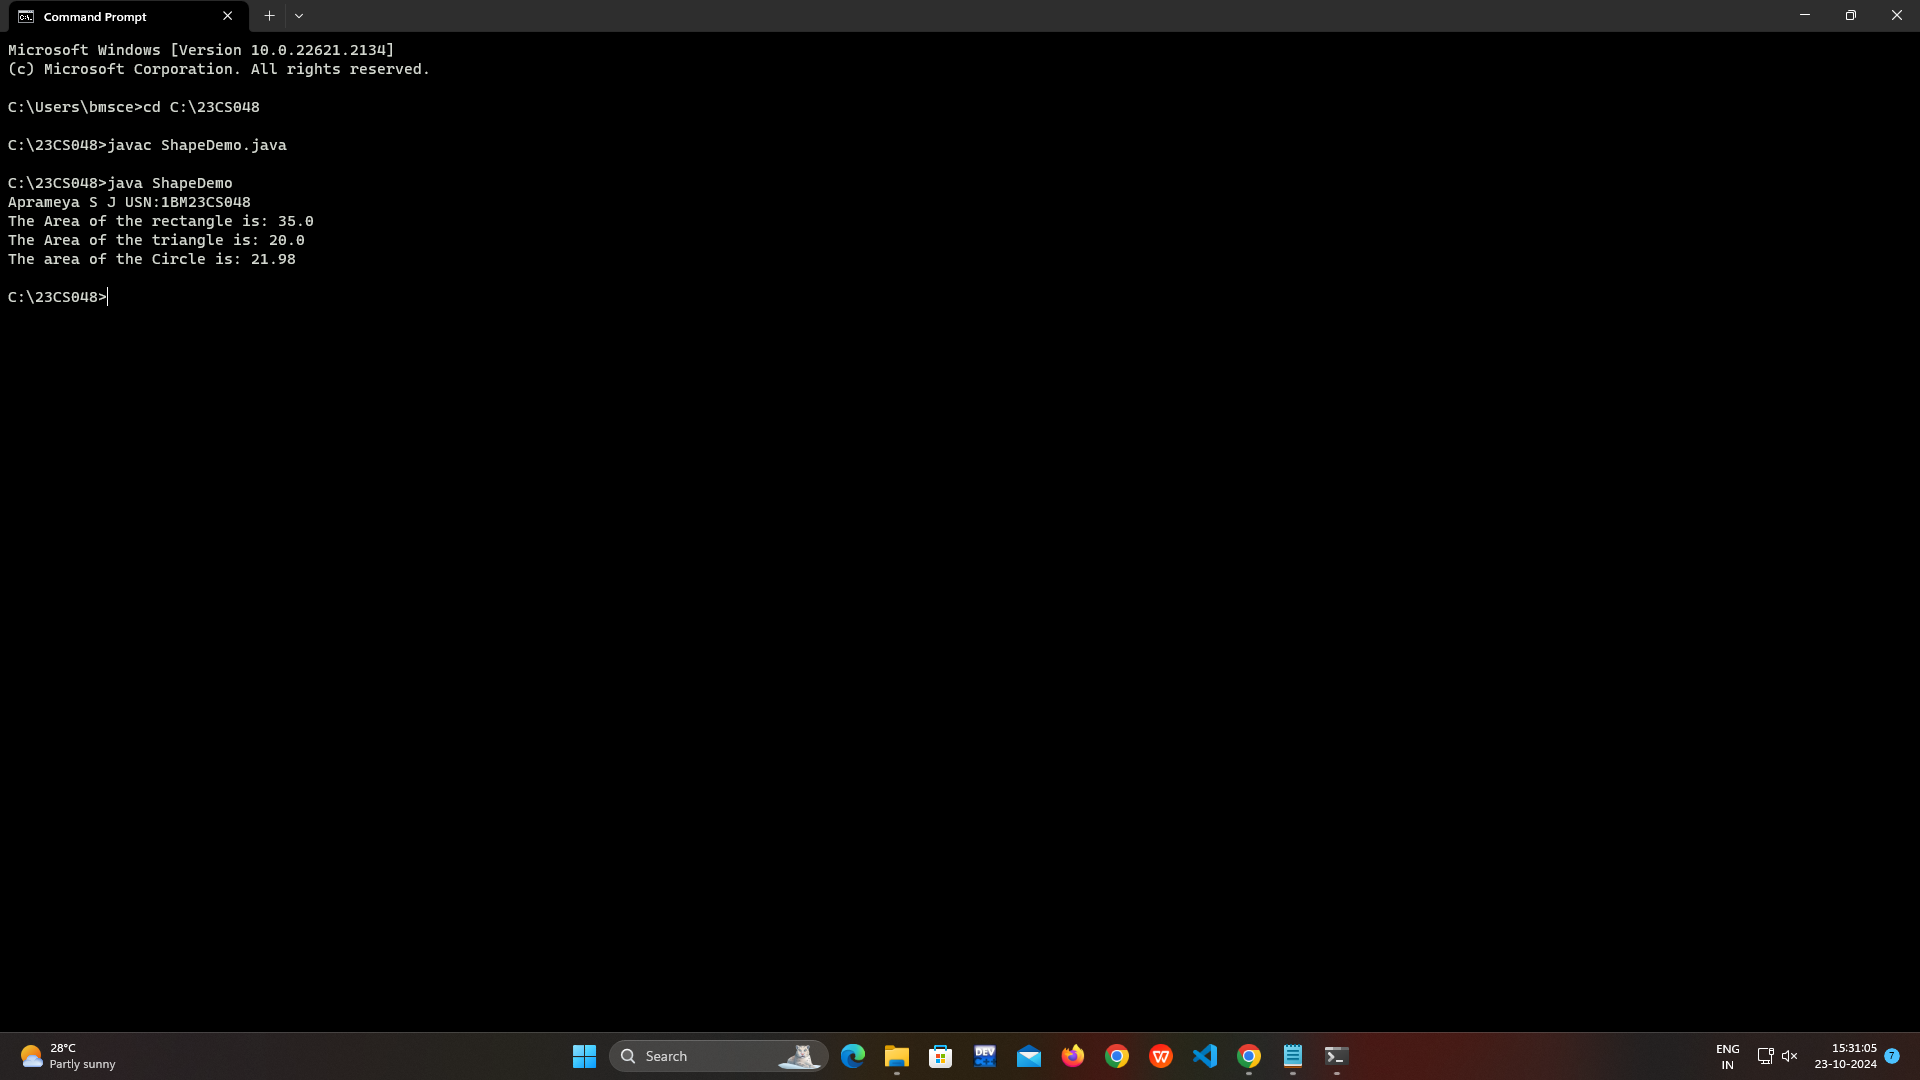 Command Prompt
Microsoft Windows [Version 10.0.22621.2134]
(c) Microsoft Corporation. All rights reserved.
C:\Users\bmsce>cd C:\23CS048
C:\23CS048>javac ShapeDemo.java
C:\23CS048>java ShapeDemo
Aprameya S J USN:1BM23CS048
The Area of the rectangle is: 35.0
The Area of the triangle is: 20.0
The area of the Circle is: 21.98
C:\23CS048>
28°C
Partly sunny
Search
DEV
ENG
IN
15:31:05
23-10-2024
7